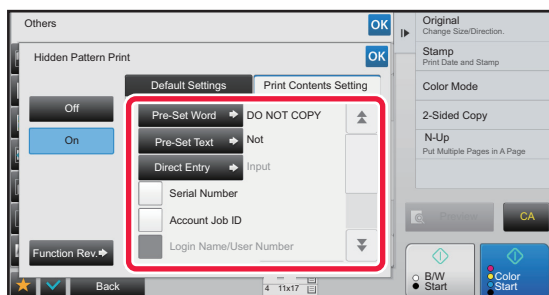 Others
OK
Hidden Pattern Print
OK
Default Settings
Print Contents Setting
Off
On
Pre-Set Word
DO NOT COPY
Pre-Set Text
Not
Direct Entry
Input
Serial Number
Account Job ID
Login Name/User Number
Function Rev.
Back
4 11x17
Original
Change Size/Direction.
Stamp
Print Date and Stamp
Color Mode
2-Sided Copy
N-Up
Put Multiple Pages in A Page
Preview
CA
B/W
Start
Color
Start